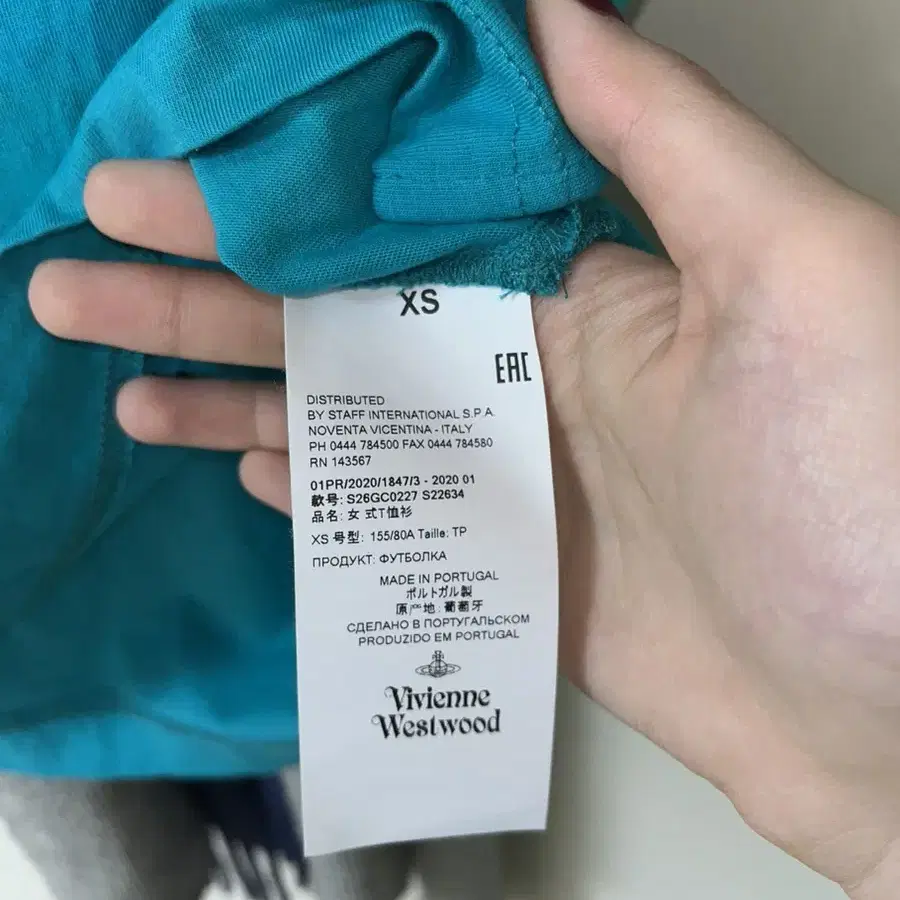 XS
EAC
DISTRIBUTED
BY STAFF INTERNATIONAL S.P.A.
NOVENTA VICENTINA - ITALY
PH 0444 784500 FAX 0444 784580
RN 143567
01PR/2020/1847/3 - 2020 01
款号: S26GC0227 S22634
品名: 女 式T恤衫
XS 号型: 155/80A Taille: TP
ПРОДУКТ: ФУТБОЛКА
MADE IN PORTUGAL
ポルトガル製
原产地: 葡萄牙
СДЕЛАНО В ПОРТУГАЛЬСКОМ
PRODUZIDO EM PORTUGAL
Vivienne
Westwood